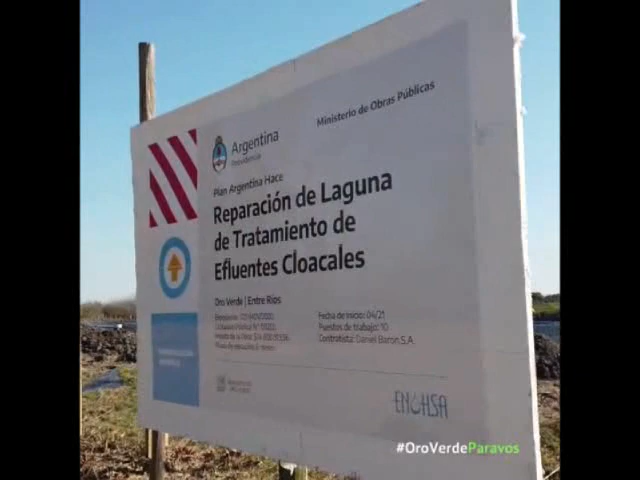 Argentina
Presidencia
Ministerio de Obras Públicas
Plan Argentina Hace
Reparación de Laguna
de Tratamiento de
Efluentes Cloacales
Oro Verde | Entre Ríos
Fecha de Inicio: 04/21
Puestos de trabajo: 10
Contratista: Daniel Baron S.A.
ENOHSA
#OroVerdeParavos